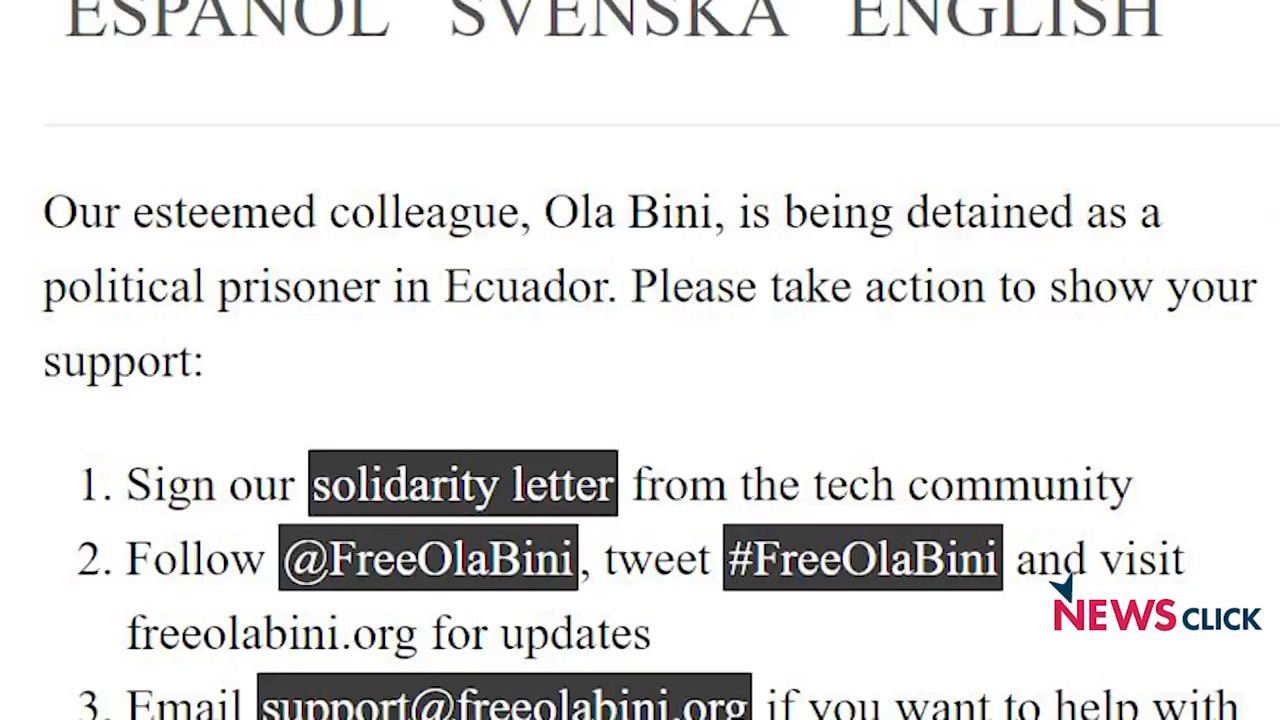 ESPAÑOL SVENSKA ENGLISH
Our esteemed colleague, Ola Bini, is being detained as a
political prisoner in Ecuador. Please take action to show your
support:
1. Sign our solidarity letter from the tech community
2. Follow @FreeOlaBini, tweet #FreeOlaBini and visit
freeolabini.org for updates
NEWSCLICK
3. Email support@freeolabini.org if you want to help with